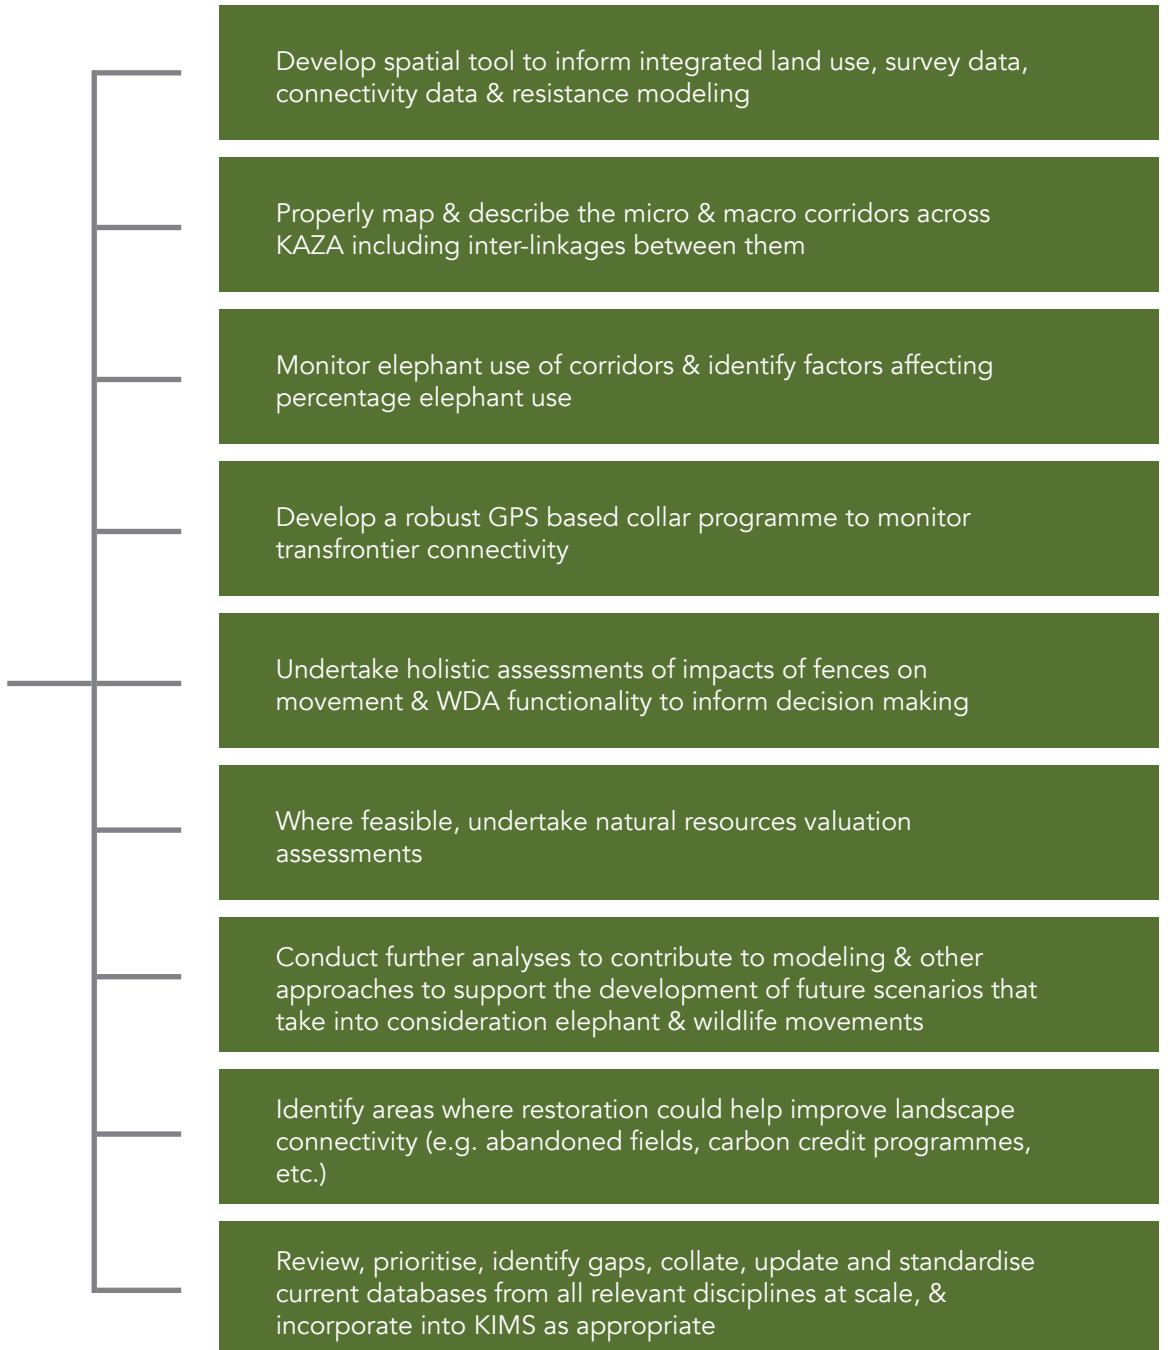 Develop spatial tool to inform integrated land use, survey data,
connectivity data & resistance modeling
Properly map & describe the micro & macro corridors across
KAZA including inter-linkages between them
Monitor elephant use of corridors & identify factors affecting
percentage elephant use
Develop a robust GPS based collar programme to monitor
transfrontier connectivity
Undertake holistic assessments of impacts of fences on
movement & WDA functionality to inform decision making
Where feasible, undertake natural resources valuation
assessments
Conduct further analyses to contribute to modeling & other
approaches to support the development of future scenarios that
take into consideration elephant & wildlife movements
Identify areas where restoration could help improve landscape
connectivity (e.g. abandoned fields, carbon credit programmes,
etc.)
Review, prioritise, identify gaps, collate, update and standardise
current databases from all relevant disciplines at scale, &
incorporate into KIMS as appropriate